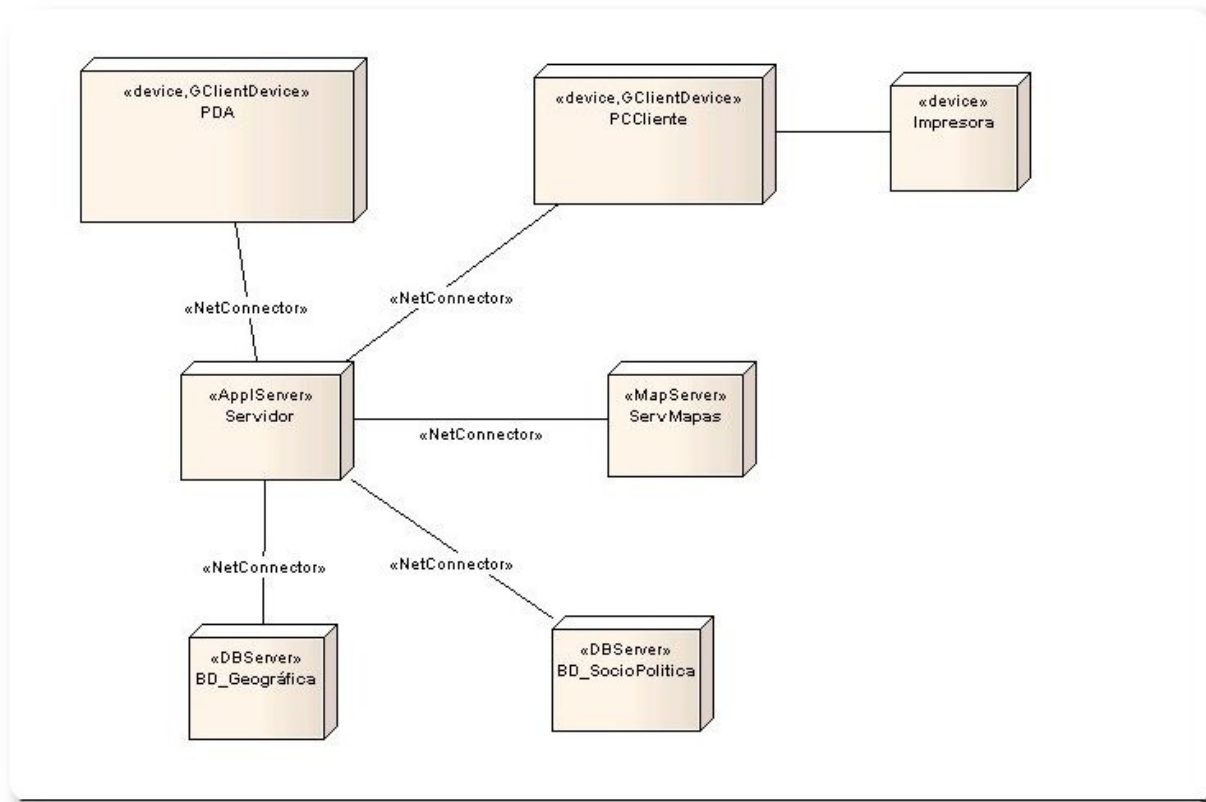 «device,GClientDevice»
PDA
«device,GClientDevice»
PCCliente
«device»
Impresora
«NetConnector»
«NetConnector»
«ApplServer»
Servidor
«MapServer»
ServMapas
«NetConnector»
«NetConnector»
«NetConnector»
«DBServer»
BD_Geográfica
«DBServer»
BD_SocioPolitica